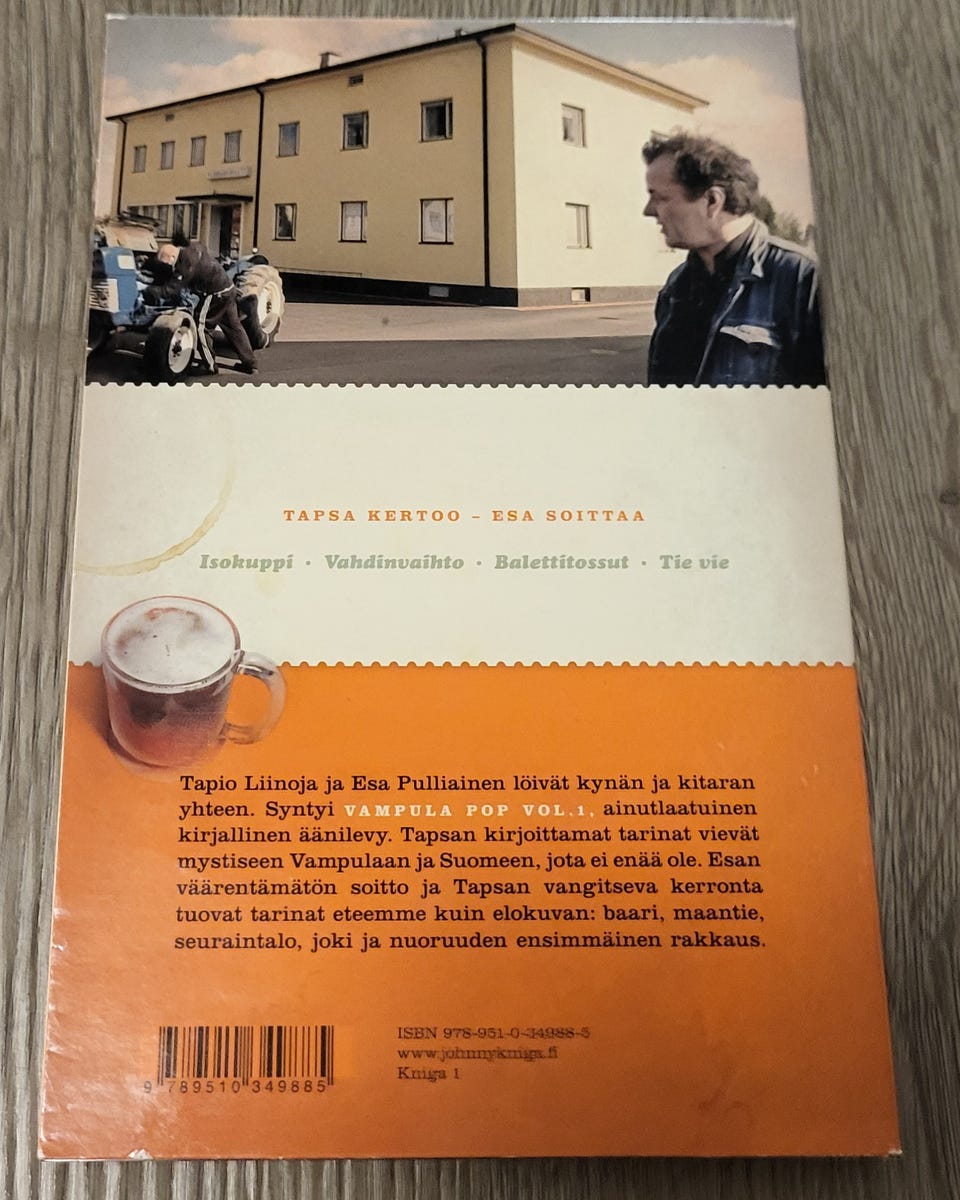 TAPSA KERTOO – ESA SOITTAA
Isokuppi · Vahdinvaihto · Balettitossut · Tie vie
Tapio Liinoja ja Esa Pulliainen löivät kynän ja kitaran
yhteen. Syntyi VAMPULA POP VOL.1, ainutlaatuinen
kirjallinen äänilevy. Tapsan kirjoittamat tarinat vievät
mystiseen Vampulaan ja Suomeen, jota ei enää ole. Esan
väärentämätön soitto ja Tapsan vangitseva kerronta
tuovat tarinat eteemme kuin elokuvan: baari, maantie,
seuraintalo, joki ja nuoruuden ensimmäinen rakkaus.
9 789510 349885
ISBN 978-951-0-34988-5
www.johnnykniga.fi
Kniga 1